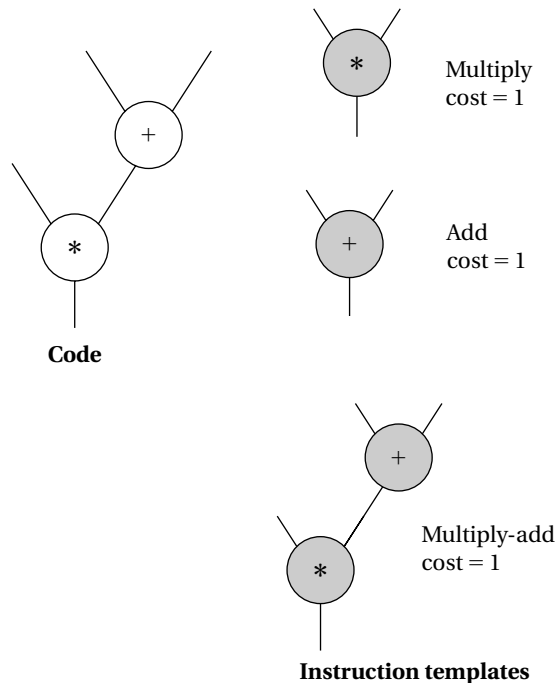 *
Multiply
cost = 1
+
*
+
Add
cost = 1
Code
+
*
Multiply-add
cost = 1
Instruction templates